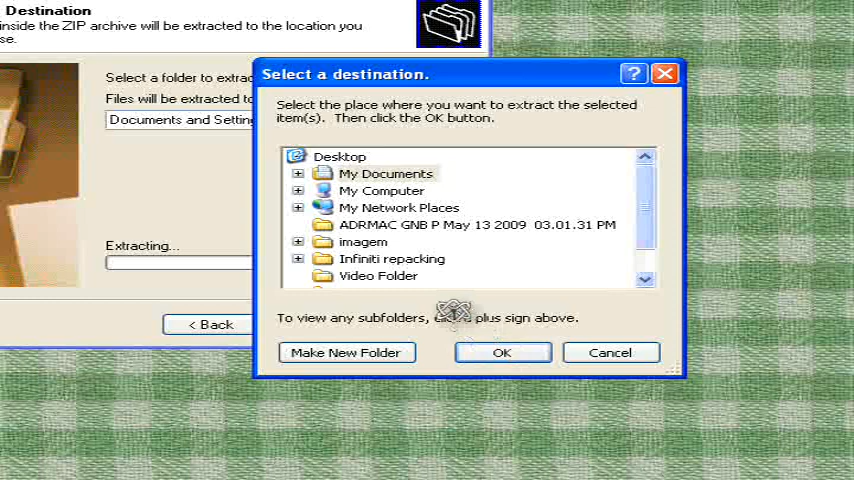 Destination
inside the ZIP archive will be extracted to the location you
se.
Select a folder to extrac
Files will be extracted to
Documents and Setting
Extracting...
< Back
Select a destination.
?
Select the place where you want to extract the selected
item(s). Then click the OK button.
Desktop
My Documents
My Computer
My Network Places
ADRMAC GNB P May 13 2009 03.01.31 PM
imagem
Infiniti repacking
Video Folder
To view any subfolders, plus sign above.
Make New Folder
OK
Cancel